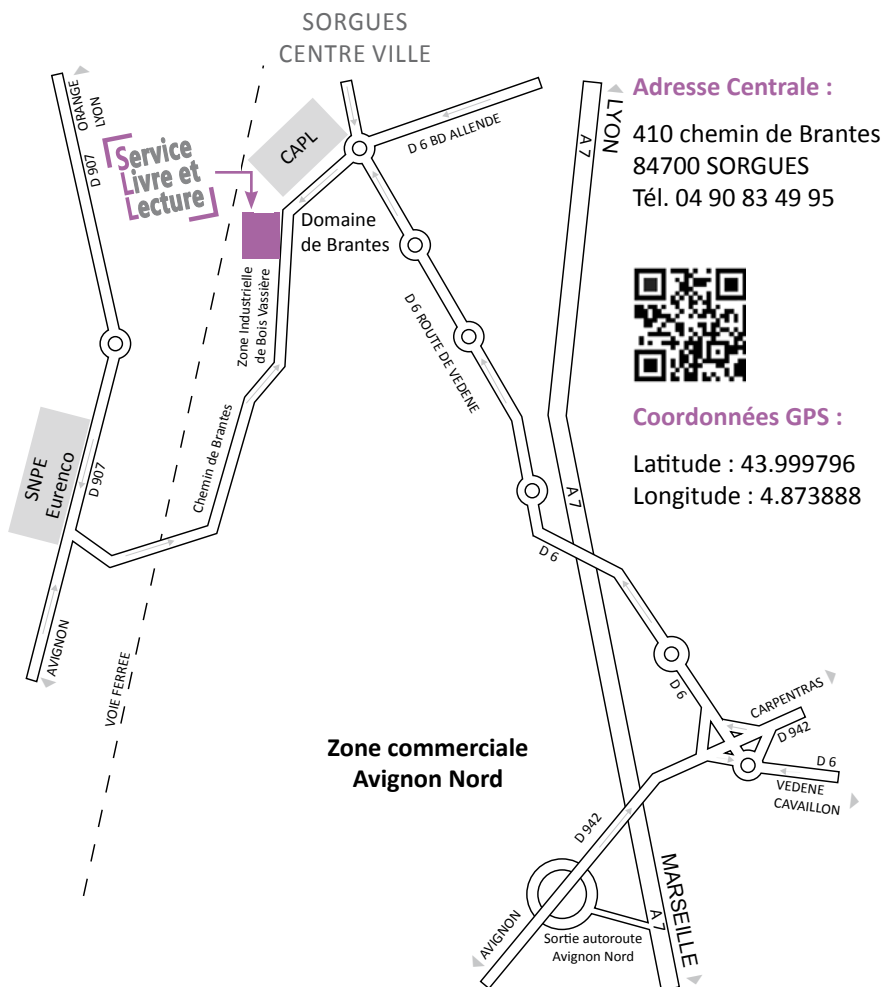 SORGUES
CENTRE VILLE
ORANGE
LYON
D 907
Service
Livre et
Lecture
CAPL
D 6 BD ALLENDE
A 7
LYON
Adresse Centrale :
410 chemin de Brantes
84700 SORGUES
Tél. 04 90 83 49 95
Domaine
de Brantes
Zone Industrielle
de Bois Vassière
D 6 ROUTE DE VEDENE
Coordonnées GPS :
Latitude : 43.999796
Longitude : 4.873888
Chemin de Brantes
SNPE
Eurenco
D 907
A 7
D 6
AVIGNON
VOIE FERREE
D 6
CARPENTRAS
D 942
D 6
VEDENE
CAVAILLON
Zone commerciale
Avignon Nord
D 942
MARSEILLE
A 7
AVIGNON
Sortie autoroute
Avignon Nord